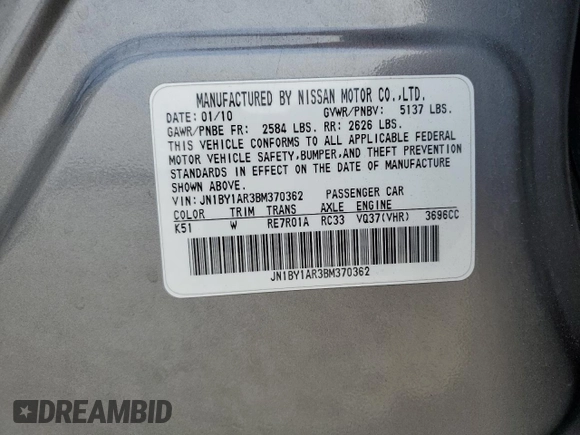 MANUFACTURED BY NISSAN MOTOR CO.,LTD.
DATE: 01/10 GVWR/PNBV: 5137 LBS.
GAWR/PNBE FR: 2584 LBS. RR: 2626 LBS.
THIS VEHICLE CONFORMS TO ALL APPLICABLE FEDERAL
MOTOR VEHICLE SAFETY,BUMPER,AND THEFT PREVENTION
STANDARDS IN EFFECT ON THE DATE OF MANUFACTURE
SHOWN ABOVE.
VIN: JN1BY1AR3BM370362 PASSENGER CAR
COLOR TRIM TRANS AXLE ENGINE
K51 W RE7R01A RC33 VQ37(VHR) 3696CC
JN1BY1AR3BM370362
DREAMBID